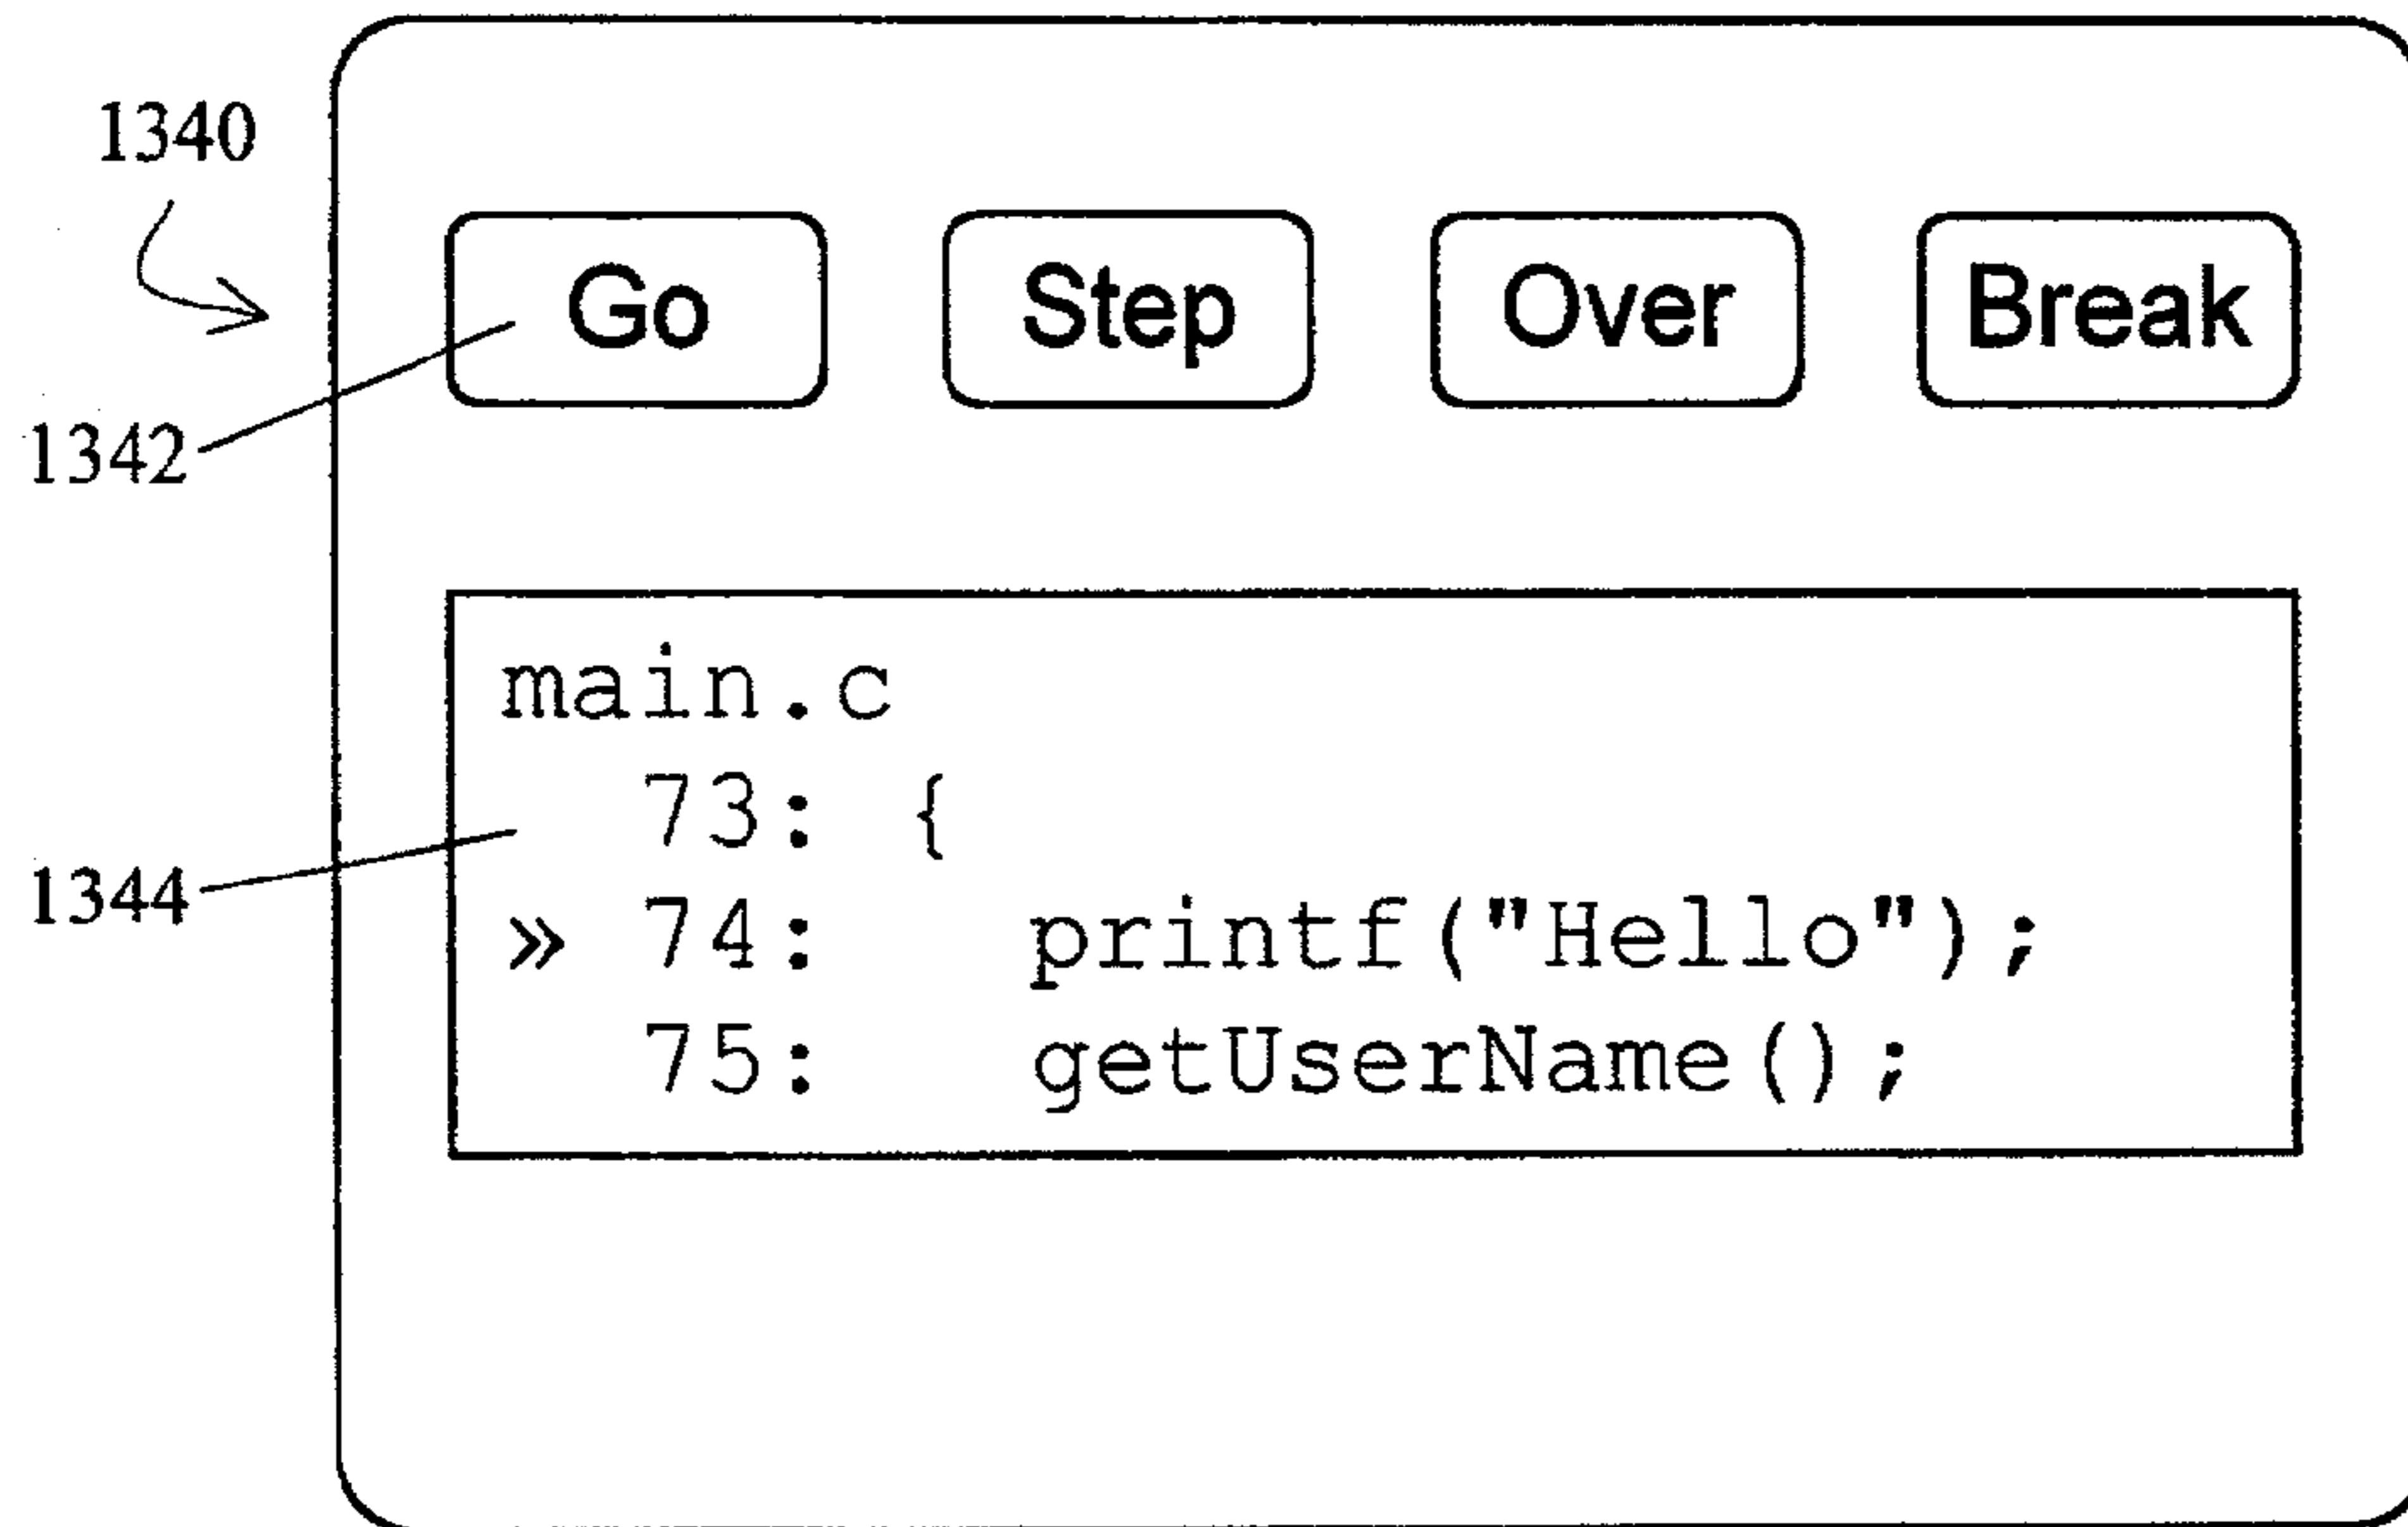 1340
Go Step Over Break
1342
main.c
73: {
1344
» 74: printf("Hello");
75: getUserName();